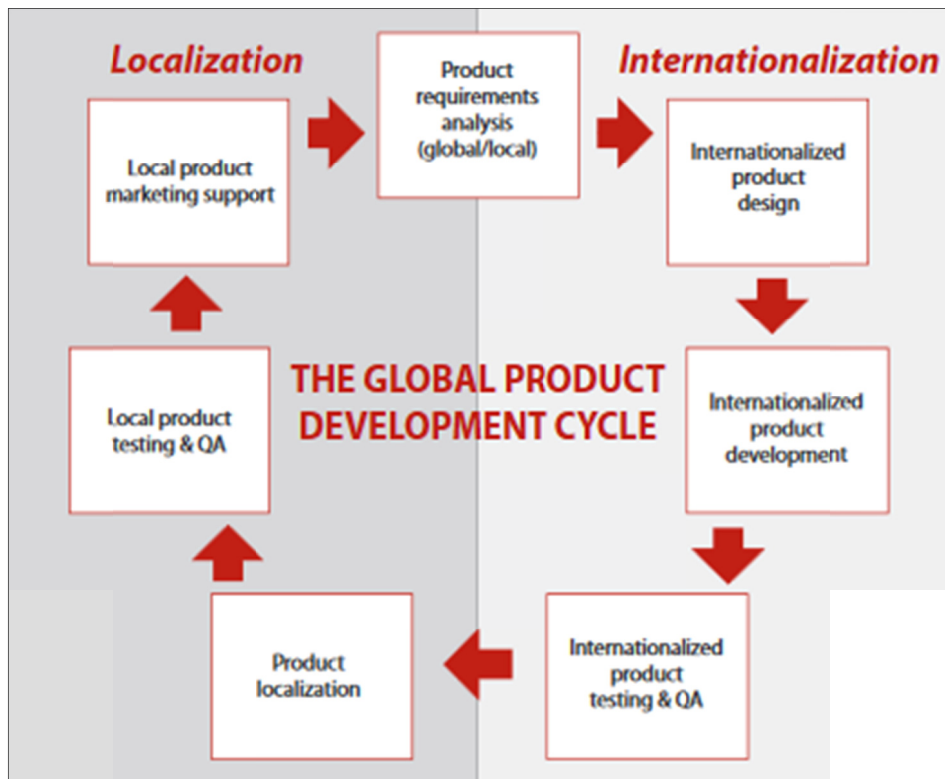 Localization
Internationalization
Product
requirements
analysis
(global/local)
Internationalized
product
design
Internationalized
product
development
Internationalized
product
testing & QA
Product
localization
Local product
testing & QA
Local product
marketing support
THE GLOBAL PRODUCT
DEVELOPMENT CYCLE